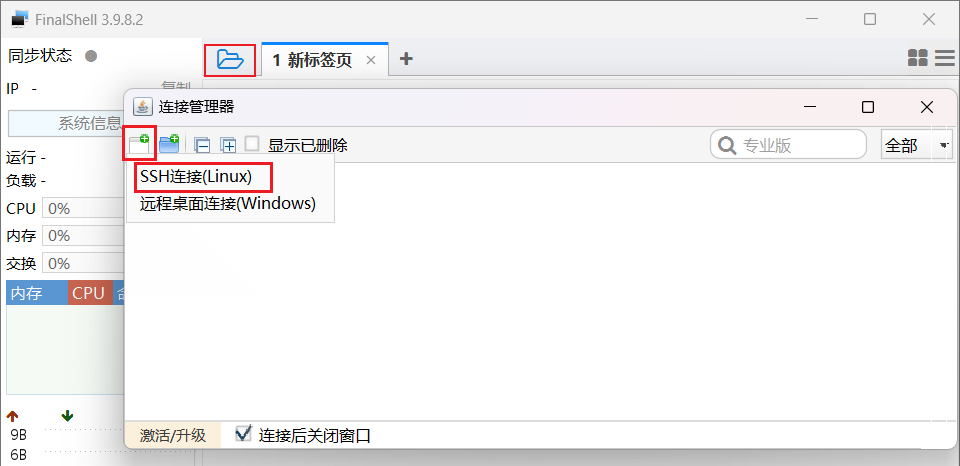 FinalShell 3.9.8.2
同步状态
1 新标签页
IP -
复制
系统信息
运行 -
负载 -
CPU 0%
内存 0%
交换 0%
内存 CPU
9B
6B
连接管理器
显示已删除
专业版
全部
SSH连接(Linux)
远程桌面连接(Windows)
激活/升级
连接后关闭窗口